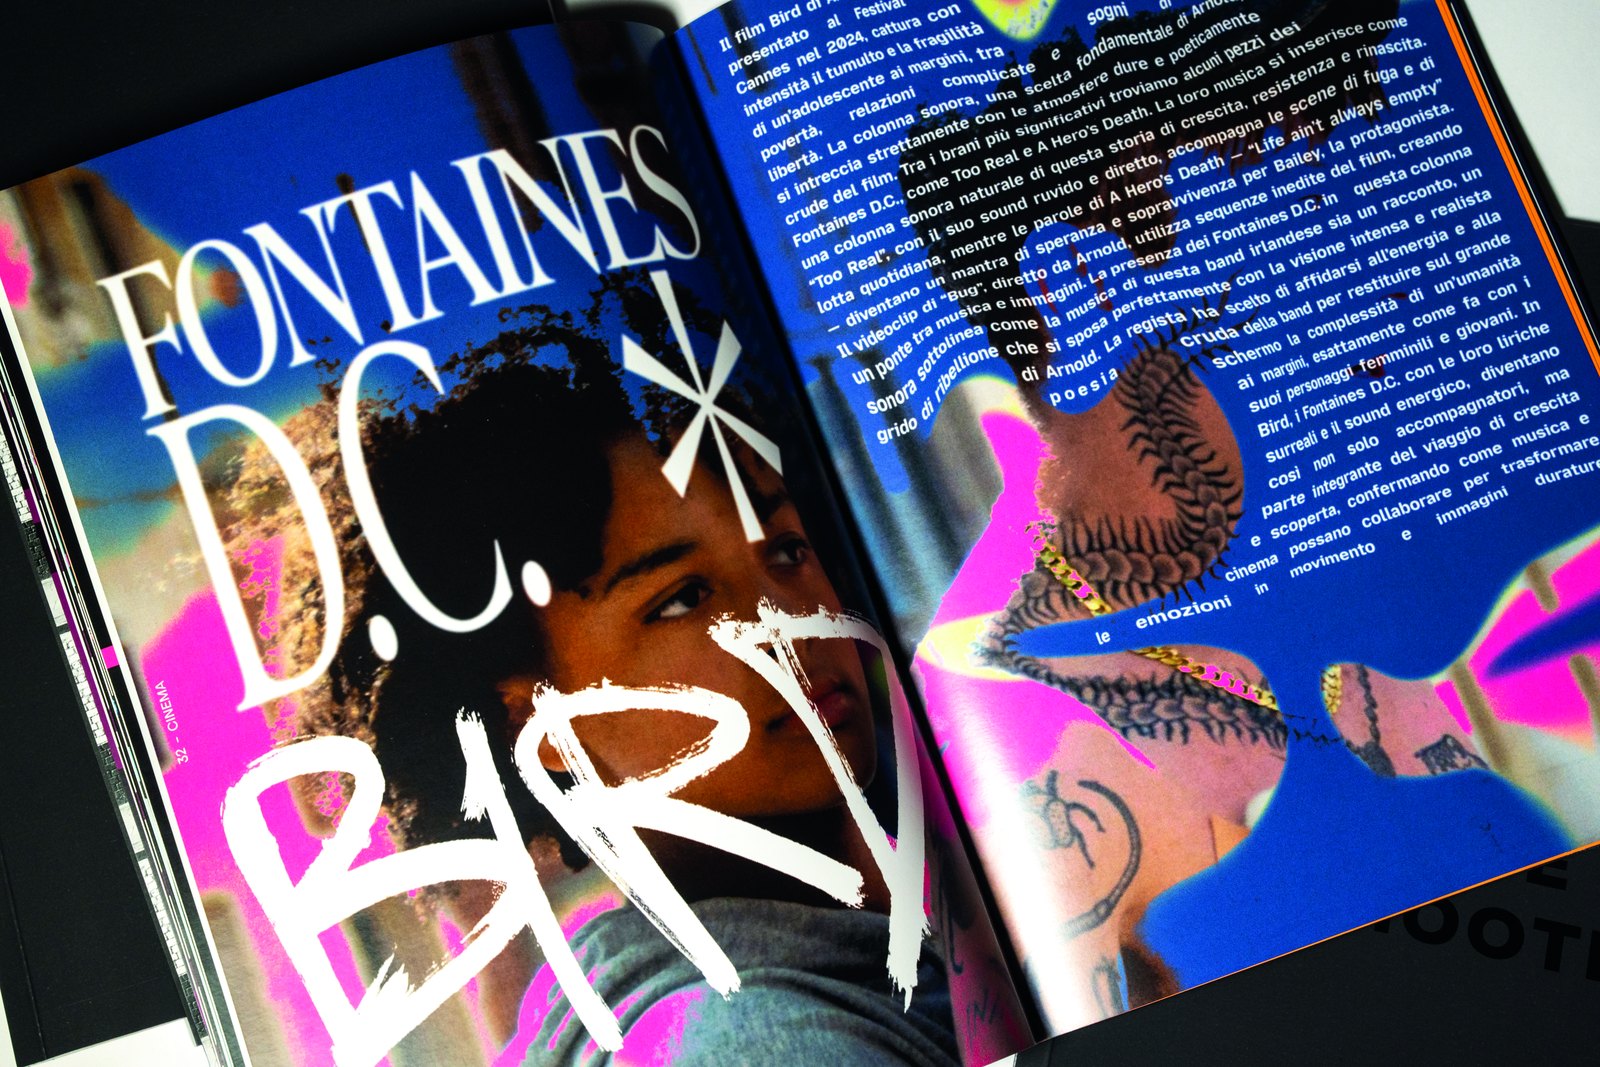 FONTAINES
D.C.
*
BIRD
32 – CINEMA
Il film Bird di
presentato al Festival
Cannes nel 2024, cattura con
intensità il tumulto e la fragilità
di un'adolescente ai margini, tra
povertà, relazioni complicate e sogni di
libertà. La colonna sonora, una scelta fondamentale di Arnold,
si intreccia strettamente con le atmosfere dure e poeticamente
crude del film. Tra i brani più significativi troviamo alcuni pezzi dei
Fontaines D.C., come Too Real e A Hero's Death. La loro musica si inserisce come
una colonna sonora naturale di questa storia di crescita, resistenza e rinascita.
"Too Real", con il suo sound ruvido e diretto, accompagna le scene di fuga e di
lotta quotidiana, mentre le parole di A Hero's Death — "Life ain't always empty"
— diventano un mantra di speranza e sopravvivenza per Bailey, la protagonista.
Il videoclip di "Bug", diretto da Arnold, utilizza sequenze inedite del film, creando
un ponte tra musica e immagini. La presenza dei Fontaines D.C. in questa colonna
sonora sottolinea come la musica di questa band irlandese sia un racconto, un
grido di ribellione che si sposa perfettamente con la visione intensa e realista
di Arnold. La regista ha scelto di affidarsi all'energia e alla
poesia cruda della band per restituire sul grande
schermo la complessità di un'umanità
ai margini, esattamente come fa con i
suoi personaggi femminili e giovani. In
Bird, i Fontaines D.C. con le loro liriche
surreali e il sound energico, diventano
così non solo accompagnatori, ma
parte integrante del viaggio di crescita
e scoperta, confermando come musica e
cinema possano collaborare per trasformare
le emozioni in movimento e immagini durature